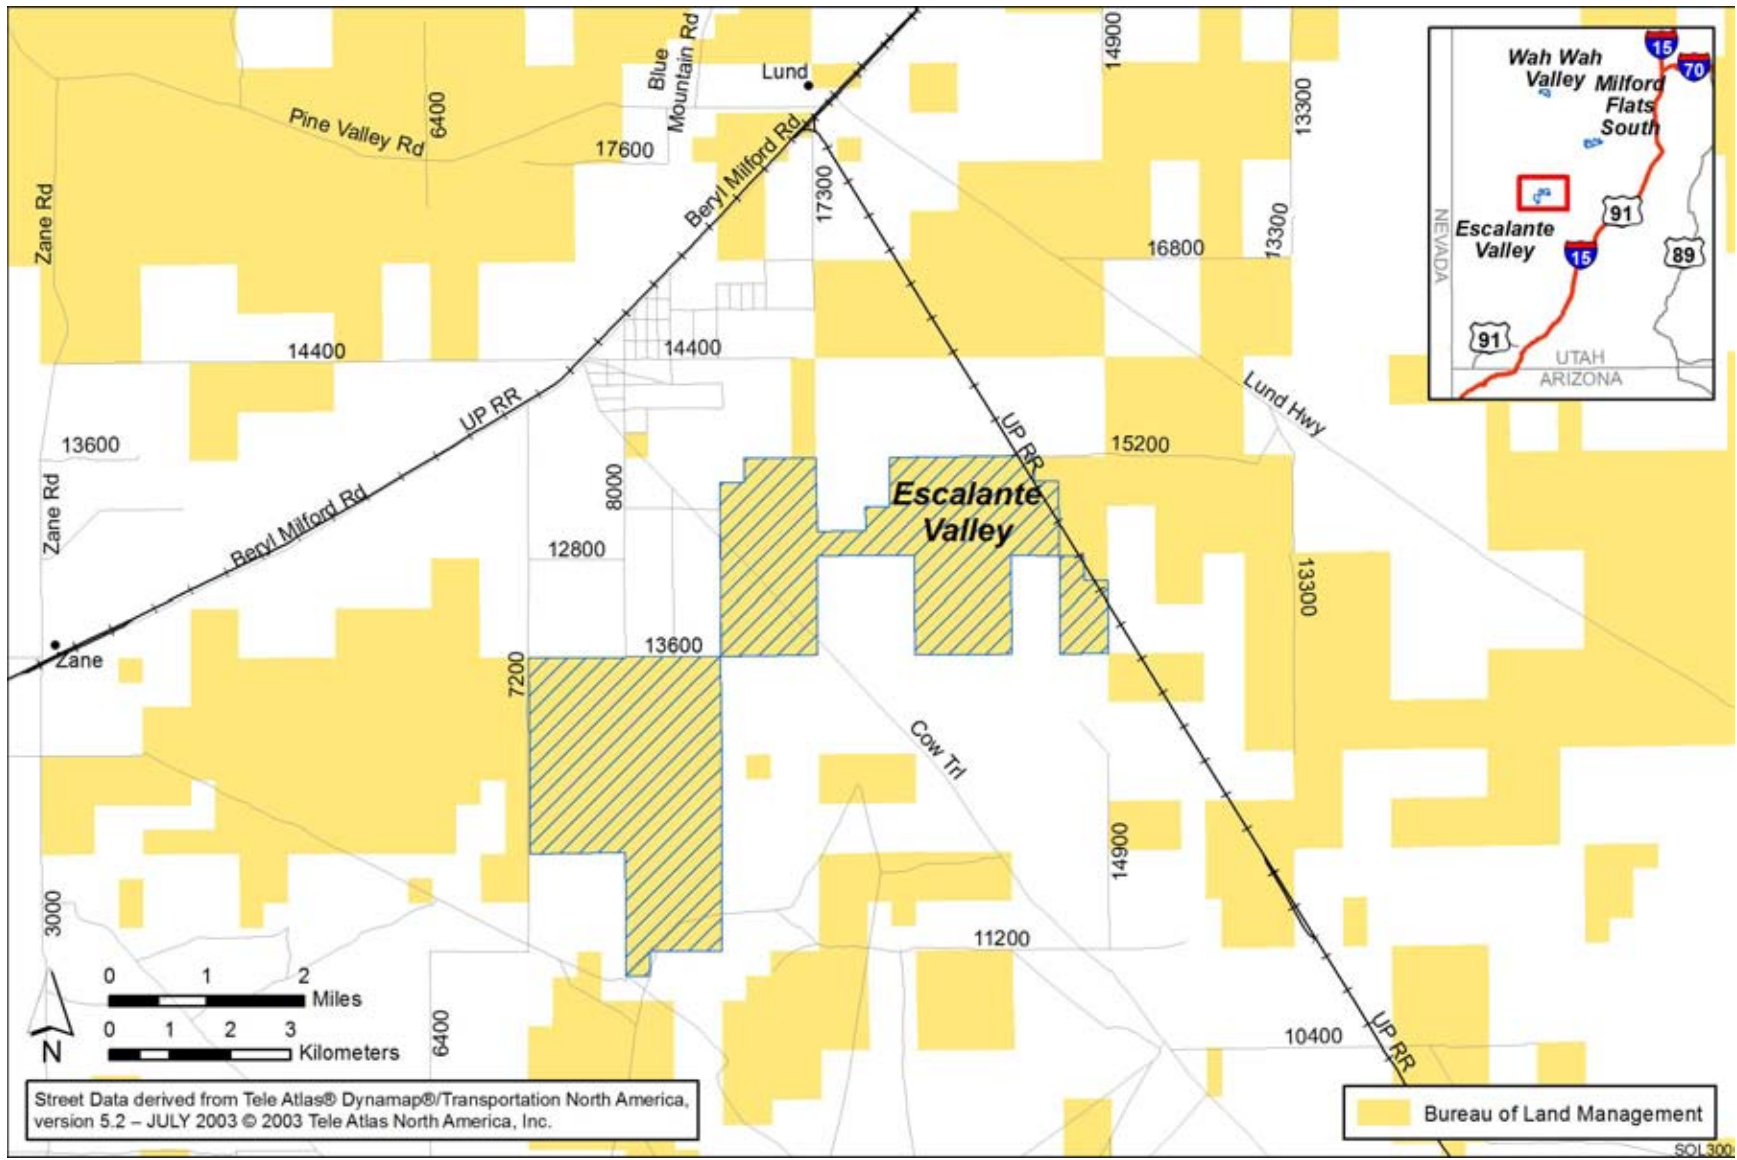 Lund
Blue
Mountain Rd
14900
13300
Pine Valley Rd
6400
17600
Beryl Milford Rd
17300
Zane Rd
13300
16800
14400
14400
UP RR
Lund Hwy
13600
UP RR
15200
Zane Rd
8000
Beryl Milford Rd
Escalante
Valley
12800
13300
Zane
13600
7200
Cow Trl
14900
3000
11200
6400
10400
UP RR
15
70
Wah Wah
Valley
Milford
Flats
South
91
NEVADA
Escalante
Valley
15
89
91
UTAH
ARIZONA
0 1 2
Miles
0 1 2 3
Kilometers
N
Street Data derived from Tele Atlas® Dynamap®/Transportation North America,
version 5.2 – JULY 2003 © 2003 Tele Atlas North America, Inc.
Bureau of Land Management
SOL300